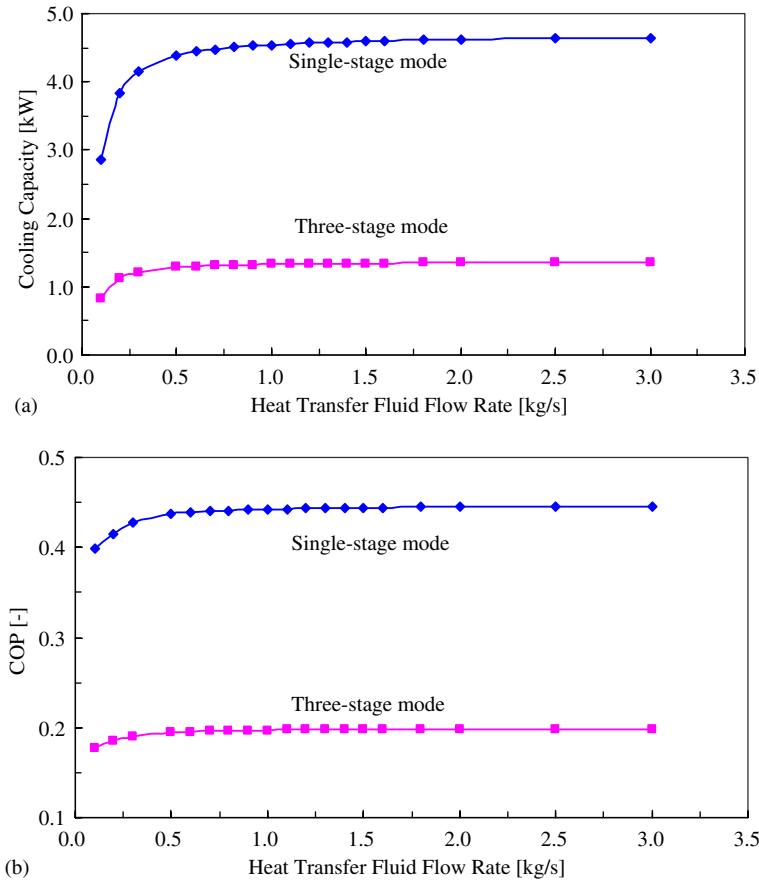 5.0
4.0
3.0
2.0
1.0
0.0
Cooling Capacity [kW]
Single-stage mode
Three-stage mode
0.0 0.5 1.0 1.5 2.0 2.5 3.0 3.5
(a) Heat Transfer Fluid Flow Rate [kg/s]
0.5
0.4
0.3
0.2
0.1
COP [-]
Single-stage mode
Three-stage mode
0.0 0.5 1.0 1.5 2.0 2.5 3.0 3.5
(b) Heat Transfer Fluid Flow Rate [kg/s]